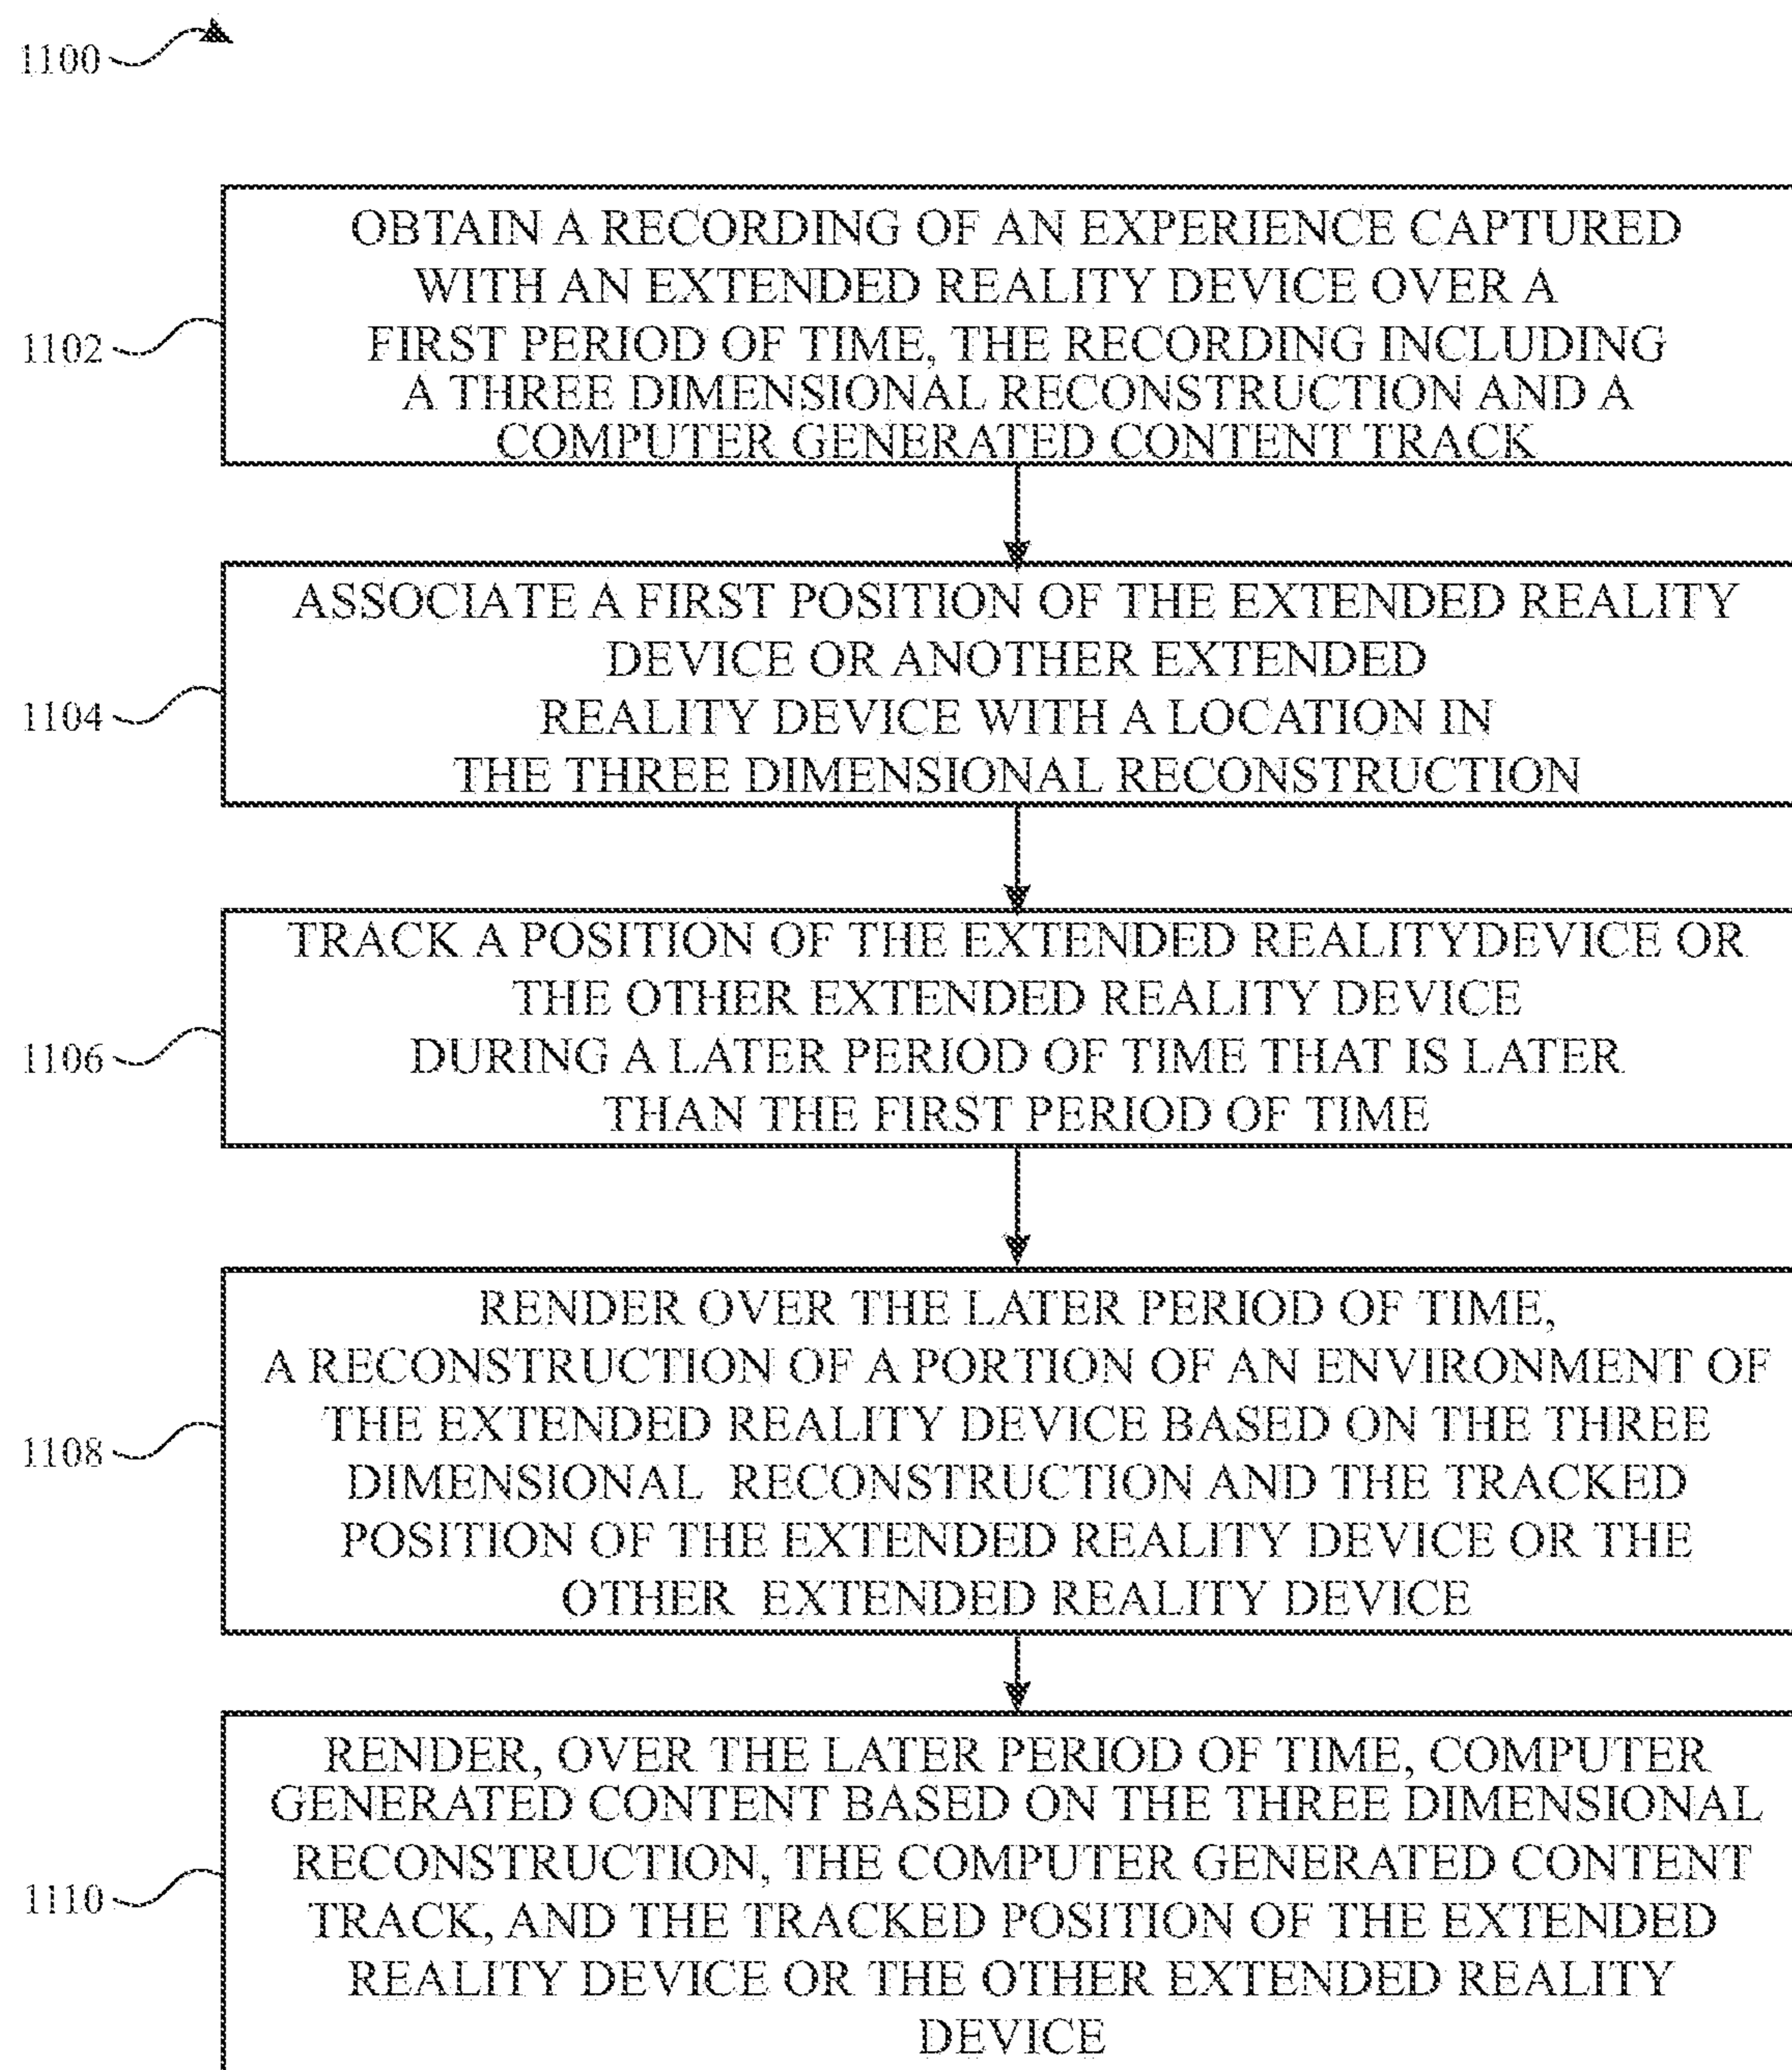 1100
OBTAIN A RECORDING OF AN EXPERIENCE CAPTURED
WITH AN EXTENDED REALITY DEVICE OVER A
FIRST PERIOD OF TIME, THE RECORDING INCLUDING
A THREE DIMENSIONAL RECONSTRUCTION AND A
COMPUTER GENERATED CONTENT TRACK
1102
ASSOCIATE A FIRST POSITION OF THE EXTENDED REALITY
DEVICE OR ANOTHER EXTENDED
REALITY DEVICE WITH A LOCATION IN
THE THREE DIMENSIONAL RECONSTRUCTION
1104
TRACK A POSITION OF THE EXTENDED REALITYDEVICE OR
THE OTHER EXTENDED REALITY DEVICE
DURING A LATER PERIOD OF TIME THAT IS LATER
THAN THE FIRST PERIOD OF TIME
1106
RENDER OVER THE LATER PERIOD OF TIME,
A RECONSTRUCTION OF A PORTION OF AN ENVIRONMENT OF
THE EXTENDED REALITY DEVICE BASED ON THE THREE
DIMENSIONAL RECONSTRUCTION AND THE TRACKED
POSITION OF THE EXTENDED REALITY DEVICE OR THE
OTHER EXTENDED REALITY DEVICE
1108
RENDER, OVER THE LATER PERIOD OF TIME, COMPUTER
GENERATED CONTENT BASED ON THE THREE DIMENSIONAL
RECONSTRUCTION, THE COMPUTER GENERATED CONTENT
TRACK, AND THE TRACKED POSITION OF THE EXTENDED
REALITY DEVICE OR THE OTHER EXTENDED REALITY
DEVICE
1110